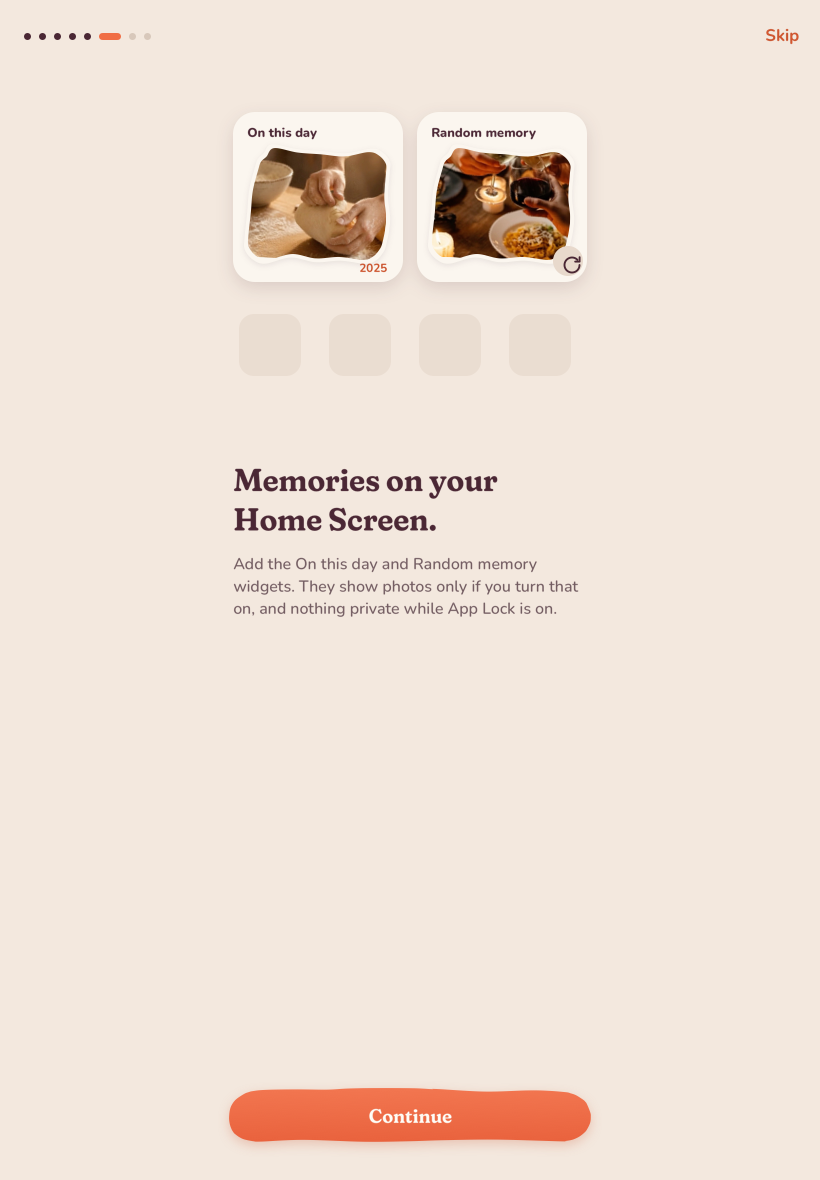 Skip
On this day
Random memory
2025
Memories on your
Home Screen.
Add the On this day and Random memory
widgets. They show photos only if you turn that
on, and nothing private while App Lock is on.
Continue